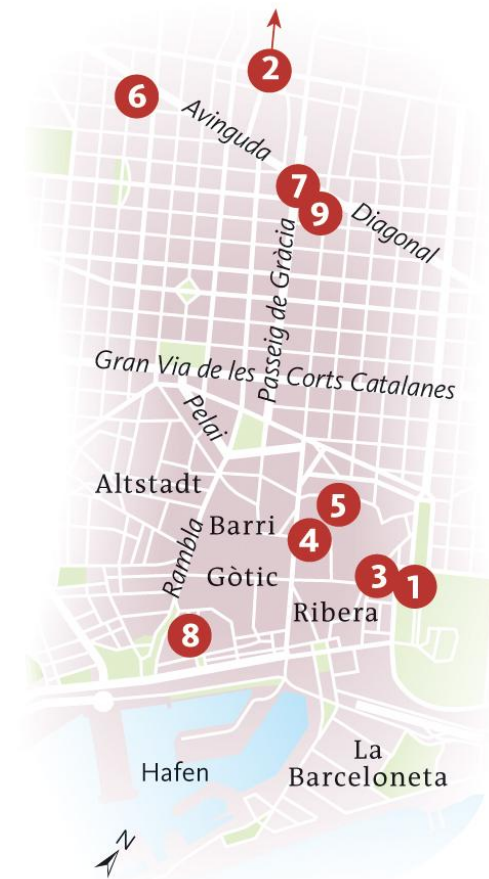 2
6
Avinguda
7
9
Diagonal
Passeig de Gràcia
Gran Via de les Corts Catalanes
Pelai
Altstadt
5
Rambla
Barri
4
Gòtic
3
1
Ribera
8
La
Hafen
Barceloneta
N